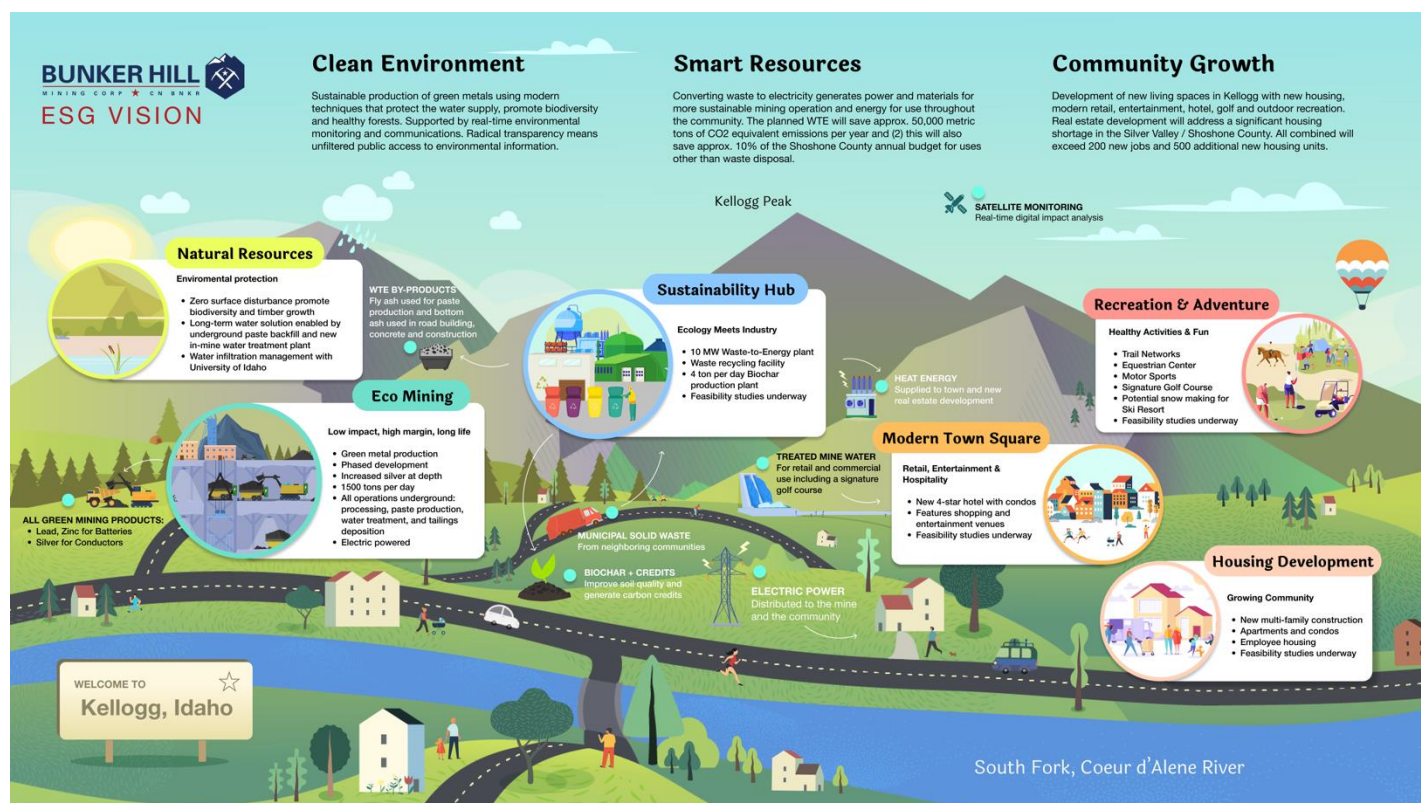 BUNKER HILL
MINING CORP ★ CN BNKR
ESG VISION
Clean Environment
Sustainable production of green metals using modern
techniques that protect the water supply, promote biodiversity
and healthy forests. Supported by real-time environmental
monitoring and communications. Radical transparency means
unfiltered public access to environmental information.
Smart Resources
Converting waste to electricity generates power and materials for
more sustainable mining operation and energy for use throughout
the community. The planned WTE will save approx. 50,000 metric
tons of CO2 equivalent emissions per year and (2) this will also
save approx. 10% of the Shoshone County annual budget for uses
other than waste disposal.
Community Growth
Development of new living spaces in Kellogg with new housing,
modern retail, entertainment, hotel, golf and outdoor recreation.
Real estate development will address a significant housing
shortage in the Silver Valley / Shoshone County. All combined will
exceed 200 new jobs and 500 additional new housing units.
Kellogg Peak
SATELLITE MONITORING
Real-time digital impact analysis
Natural Resources
Enviromental protection
• Zero surface disturbance promote
biodiversity and timber growth
• Long-term water solution enabled by
underground paste backfill and new
in-mine water treatment plant
• Water infiltration management with
University of Idaho
WTE BY-PRODUCTS
Fly ash used for paste
production and bottom
ash used in road building,
concrete and construction
Sustainability Hub
Ecology Meets Industry
• 10 MW Waste-to-Energy plant
• Waste recycling facility
• 4 ton per day Biochar
production plant
• Feasibility studies underway
HEAT ENERGY
Supplied to town and new
real estate development
Recreation & Adventure
Healthy Activities & Fun
• Trail Networks
• Equestrian Center
• Motor Sports
• Signature Golf Course
• Potential snow making for
Ski Resort
• Feasibility studies underway
Eco Mining
Low impact, high margin, long life
• Green metal production
• Phased development
• Increased silver at depth
• 1500 tons per day
• All operations underground:
processing, paste production,
water treatment, and tailings
deposition
• Electric powered
ALL GREEN MINING PRODUCTS:
• Lead, Zinc for Batteries
• Silver for Conductors
TREATED MINE WATER
For retail and commercial
use including a signature
golf course
Modern Town Square
Retail, Entertainment &
Hospitality
• New 4-star hotel with condos
• Features shopping and
entertainment venues
• Feasibility studies underway
MUNICIPAL SOLID WASTE
From neighboring communities
BIOCHAR + CREDITS
Improve soil quality and
generate carbon credits
ELECTRIC POWER
Distributed to the mine
and the community
Housing Development
Growing Community
• New multi-family construction
• Apartments and condos
• Employee housing
• Feasibility studies underway
WELCOME TO
Kellogg, Idaho
South Fork, Coeur d'Alene River